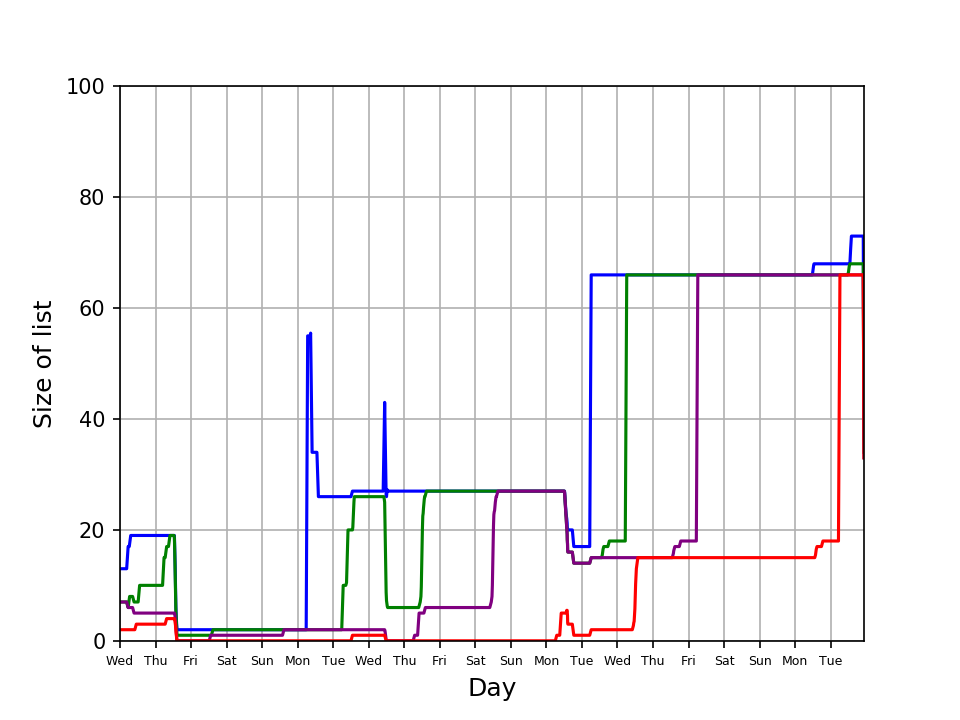 100
80
60
40
20
0
Size of list
Wed Thu Fri Sat Sun Mon Tue Wed Thu Fri Sat Sun Mon Tue Wed Thu Fri Sat Sun Mon Tue
Day